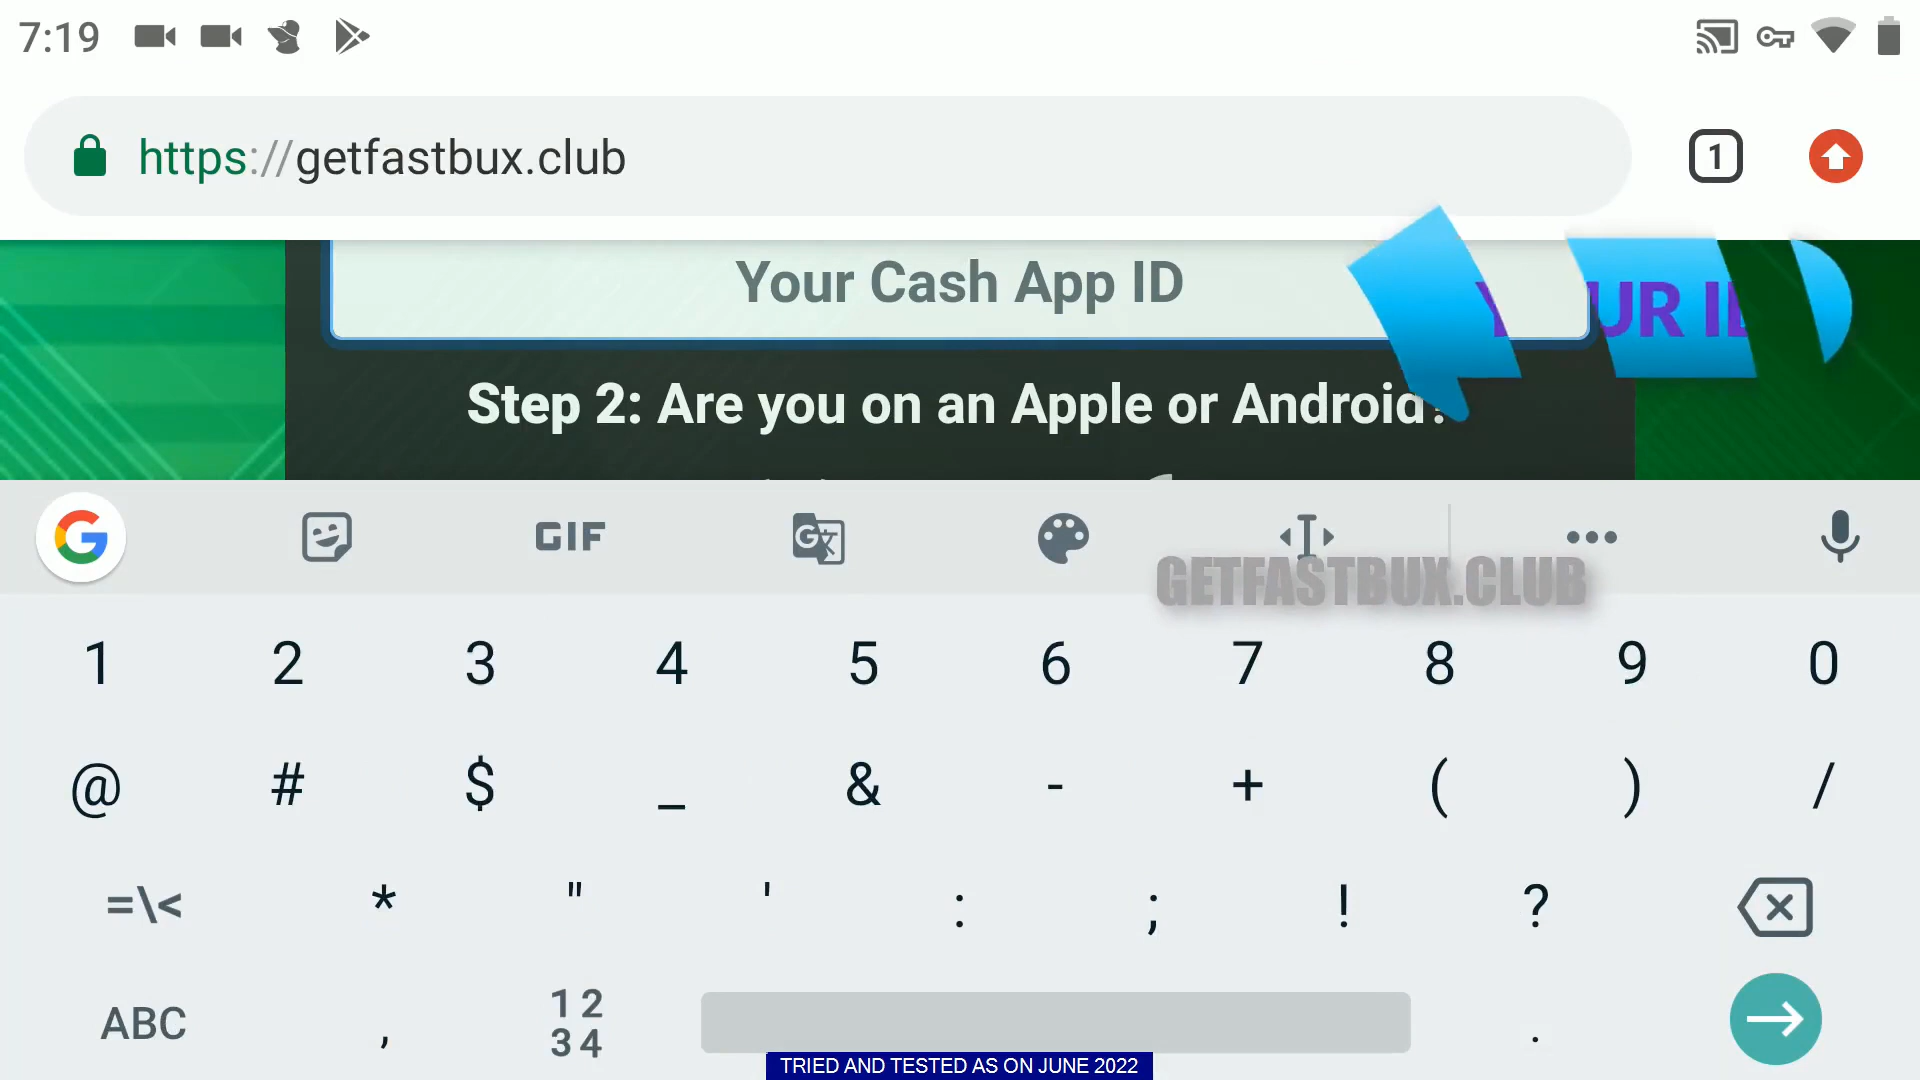 7:19
https://getfastbux.club
1
Your Cash App ID
Step 2: Are you on an Apple or Android?
GIF
GETFASTBUX.CLUB
1 2 3 4 5 6 7 8 9 0
@ # $ _ & - + ( ) /
=\< * " ' : ; ! ?
ABC , 1 2 3 4 .
TRIED AND TESTED AS ON JUNE 2022